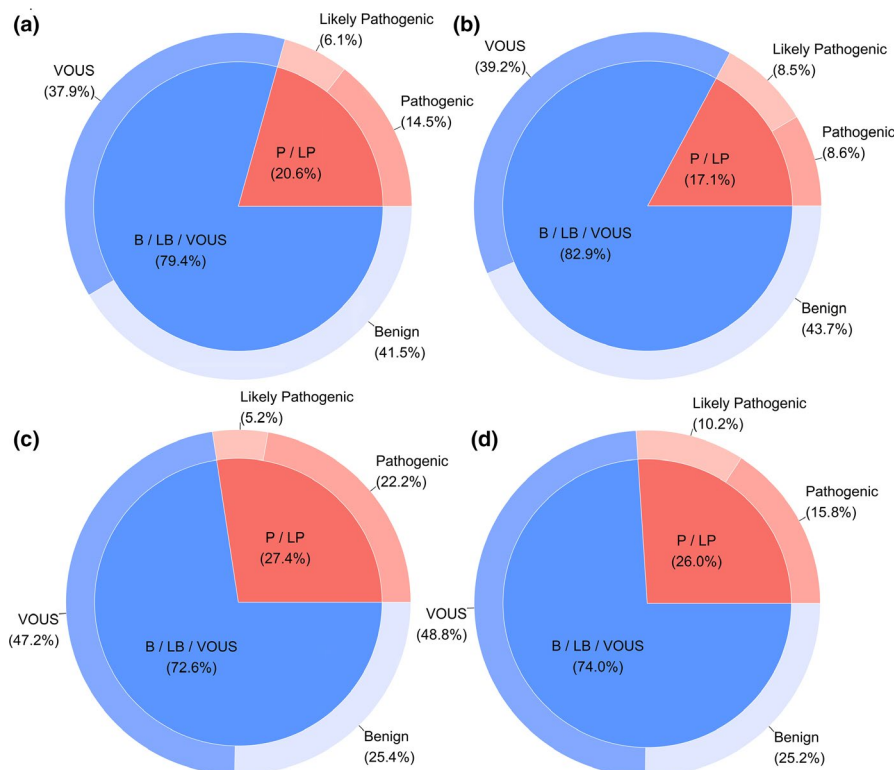 (a)
Likely Pathogenic
(6.1%)
VOUS
(37.9%)
Pathogenic
(14.5%)
P / LP
(20.6%)
B / LB / VOUS
(79.4%)
Benign
(41.5%)
(b)
VOUS
(39.2%)
Likely Pathogenic
(8.5%)
Pathogenic
(8.6%)
P / LP
(17.1%)
B / LB / VOUS
(82.9%)
Benign
(43.7%)
(c)
Likely Pathogenic
(5.2%)
Pathogenic
(22.2%)
P / LP
(27.4%)
VOUS
(47.2%)
B / LB / VOUS
(72.6%)
Benign
(25.4%)
(d)
Likely Pathogenic
(10.2%)
Pathogenic
(15.8%)
P / LP
(26.0%)
VOUS
(48.8%)
B / LB / VOUS
(74.0%)
Benign
(25.2%)